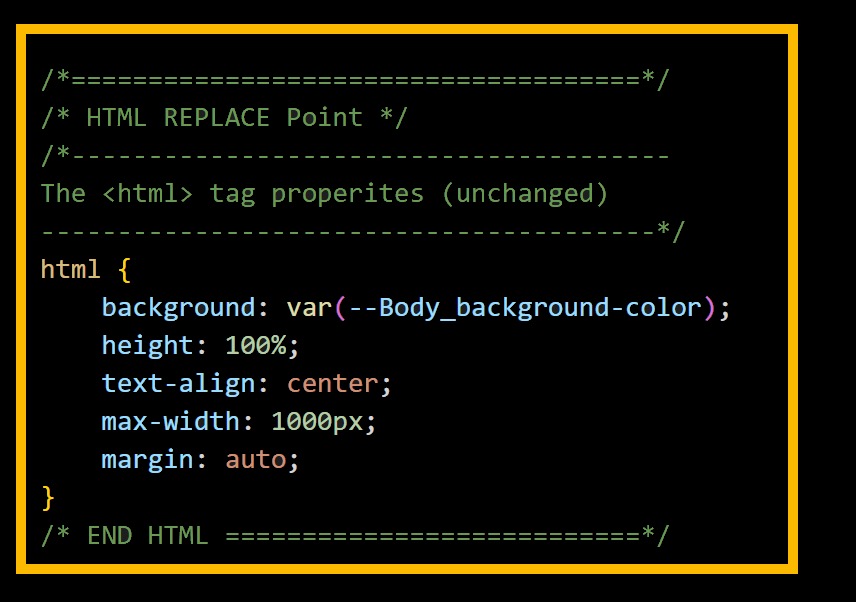 /*=====================================*/
/* HTML REPLACE Point */
/*---------------------------------------
The <html> tag properites (unchanged)
----------------------------------------*/
html {
    background: var(--Body_background-color);
    height: 100%;
    text-align: center;
    max-width: 1000px;
    margin: auto;
}
/* END HTML ===========================*/